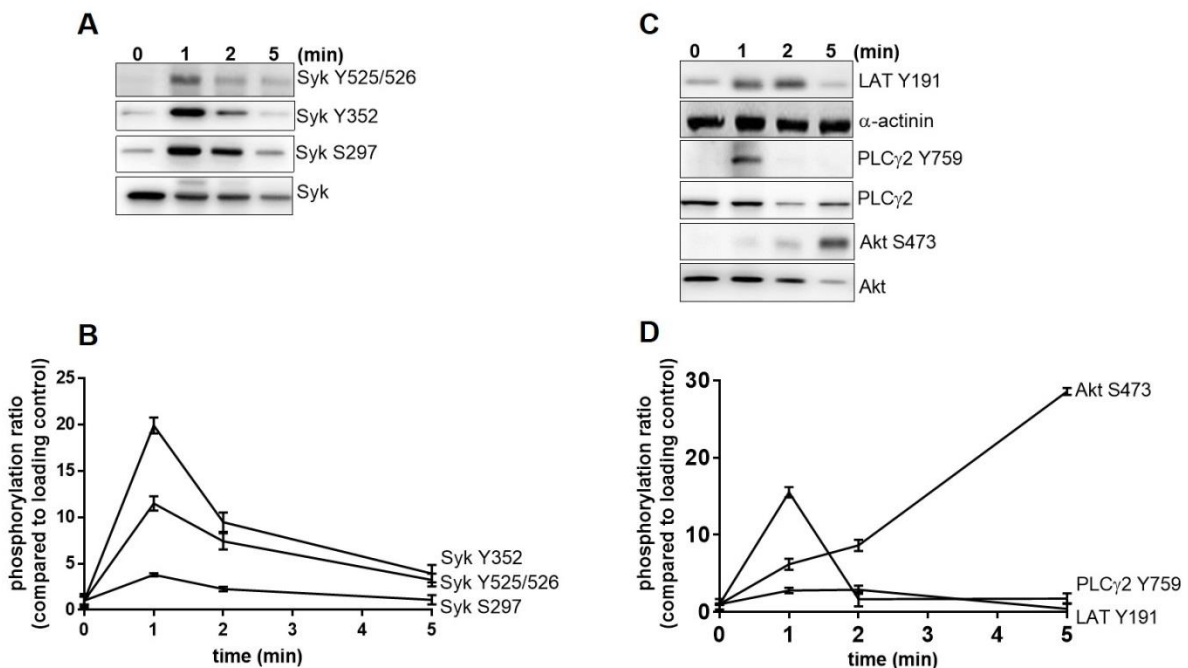 A
0 1 2 5 (min)
Syk Y525/526
Syk Y352
Syk S297
Syk
B
phosphorylation ratio
(compared to loading control)
25
20
15
10
5
0
0 1 2 3 4 5
time (min)
Syk Y352
Syk Y525/526
Syk S297
C
0 1 2 5 (min)
LAT Y191
α-actinin
PLCγ2 Y759
PLCγ2
Akt S473
Akt
D
phosphorylation ratio
(compared to loading control)
30
20
10
0
0 1 2 3 4 5
time (min)
Akt S473
PLCγ2 Y759
LAT Y191